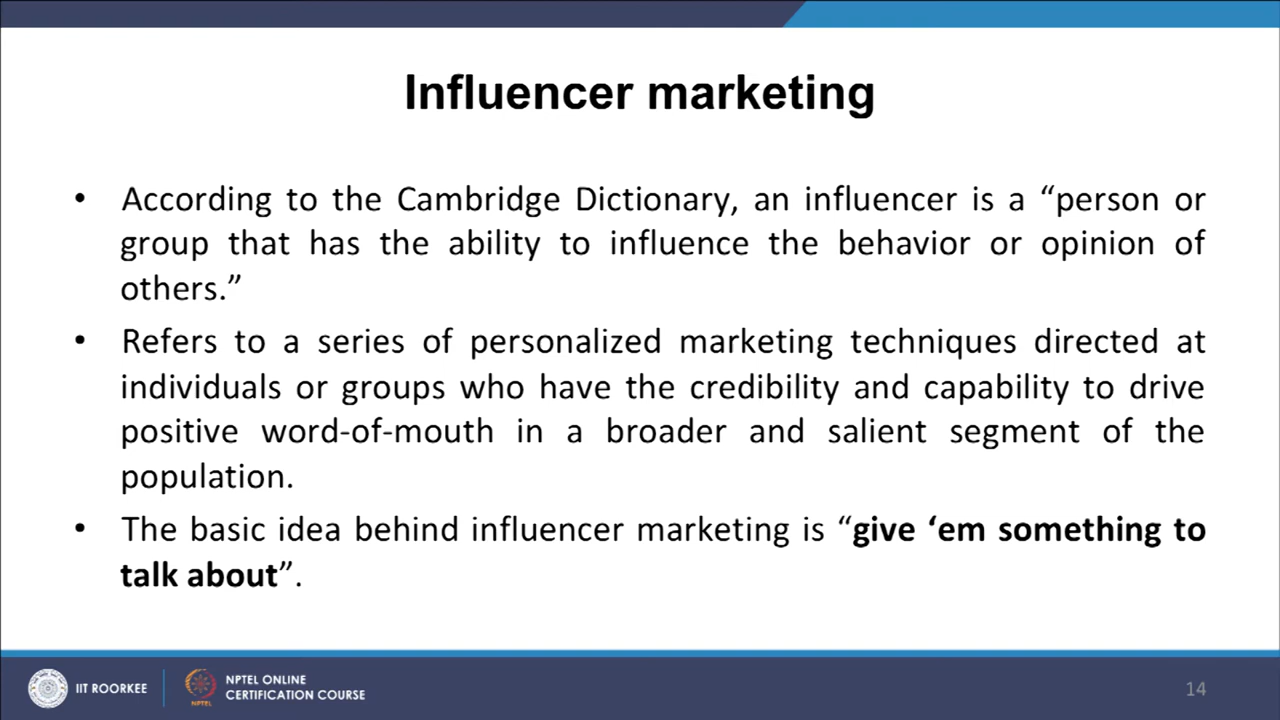 Influencer marketing
• According to the Cambridge Dictionary, an influencer is a “person or
group that has the ability to influence the behavior or opinion of
others.”
• Refers to a series of personalized marketing techniques directed at
individuals or groups who have the credibility and capability to drive
positive word-of-mouth in a broader and salient segment of the
population.
• The basic idea behind influencer marketing is “give ‘em something to
talk about”.
IIT ROORKEE
NPTEL
NPTEL ONLINE
CERTIFICATION COURSE
14